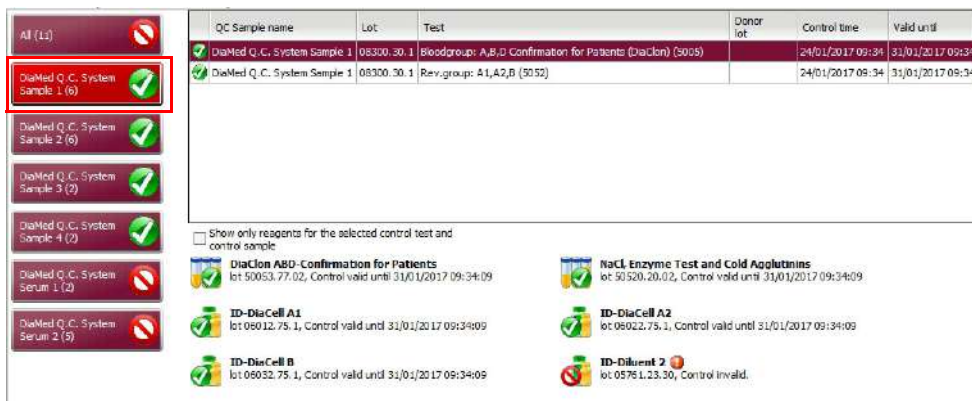 All (11)
DiaMed Q.C. System
Sample 1 (6)
DiaMed Q.C. System
Sample 2 (6)
DiaMed Q.C. System
Sample 3 (2)
DiaMed Q.C. System
Sample 4 (2)
DiaMed Q.C. System
Serum 1 (2)
DiaMed Q.C. System
Serum 2 (5)
QC Sample name Lot Test Donor lot Control time Valid until
DiaMed Q.C. System Sample 1 08300.30.1 Bloodgroup: A,B,D Confirmation for Patients (DiaClon) (5005) 24/01/2017 09:34 31/01/2017 09:34
DiaMed Q.C. System Sample 1 08300.30.1 Rev.group: A1,A2,B (5052) 24/01/2017 09:34 31/01/2017 09:34
Show only reagents for the selected control test and
control sample
DiaClon ABD-Confirmation for Patients
lot 50053.77.02, Control valid until 31/01/2017 09:34:09
NaCl, Enzyme Test and Cold Agglutinins
lot 50520.20.02, Control valid until 31/01/2017 09:34:09
ID-DiaCell A1
lot 06012.75.1, Control valid until 31/01/2017 09:34:09
ID-DiaCell A2
lot 06022.75.1, Control valid until 31/01/2017 09:34:09
ID-DiaCell B
lot 06032.75.1, Control valid until 31/01/2017 09:34:09
ID-Diluent 2
lot 05761.23.30, Control invalid.